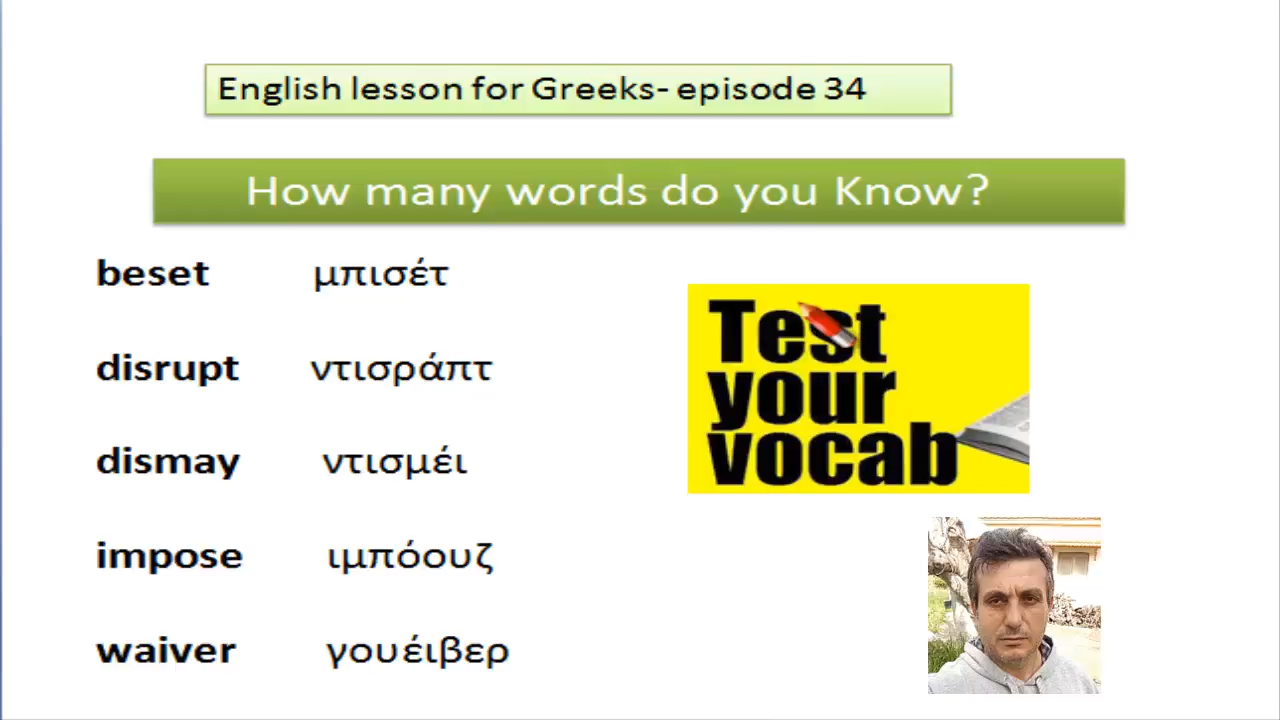 English lesson for Greeks- episode 34
How many words do you Know?
beset μπισέτ
disrupt ντισράπτ
dismay ντισμέι
impose ιμπόουζ
waiver γουέιβερ
Test
your
vocab